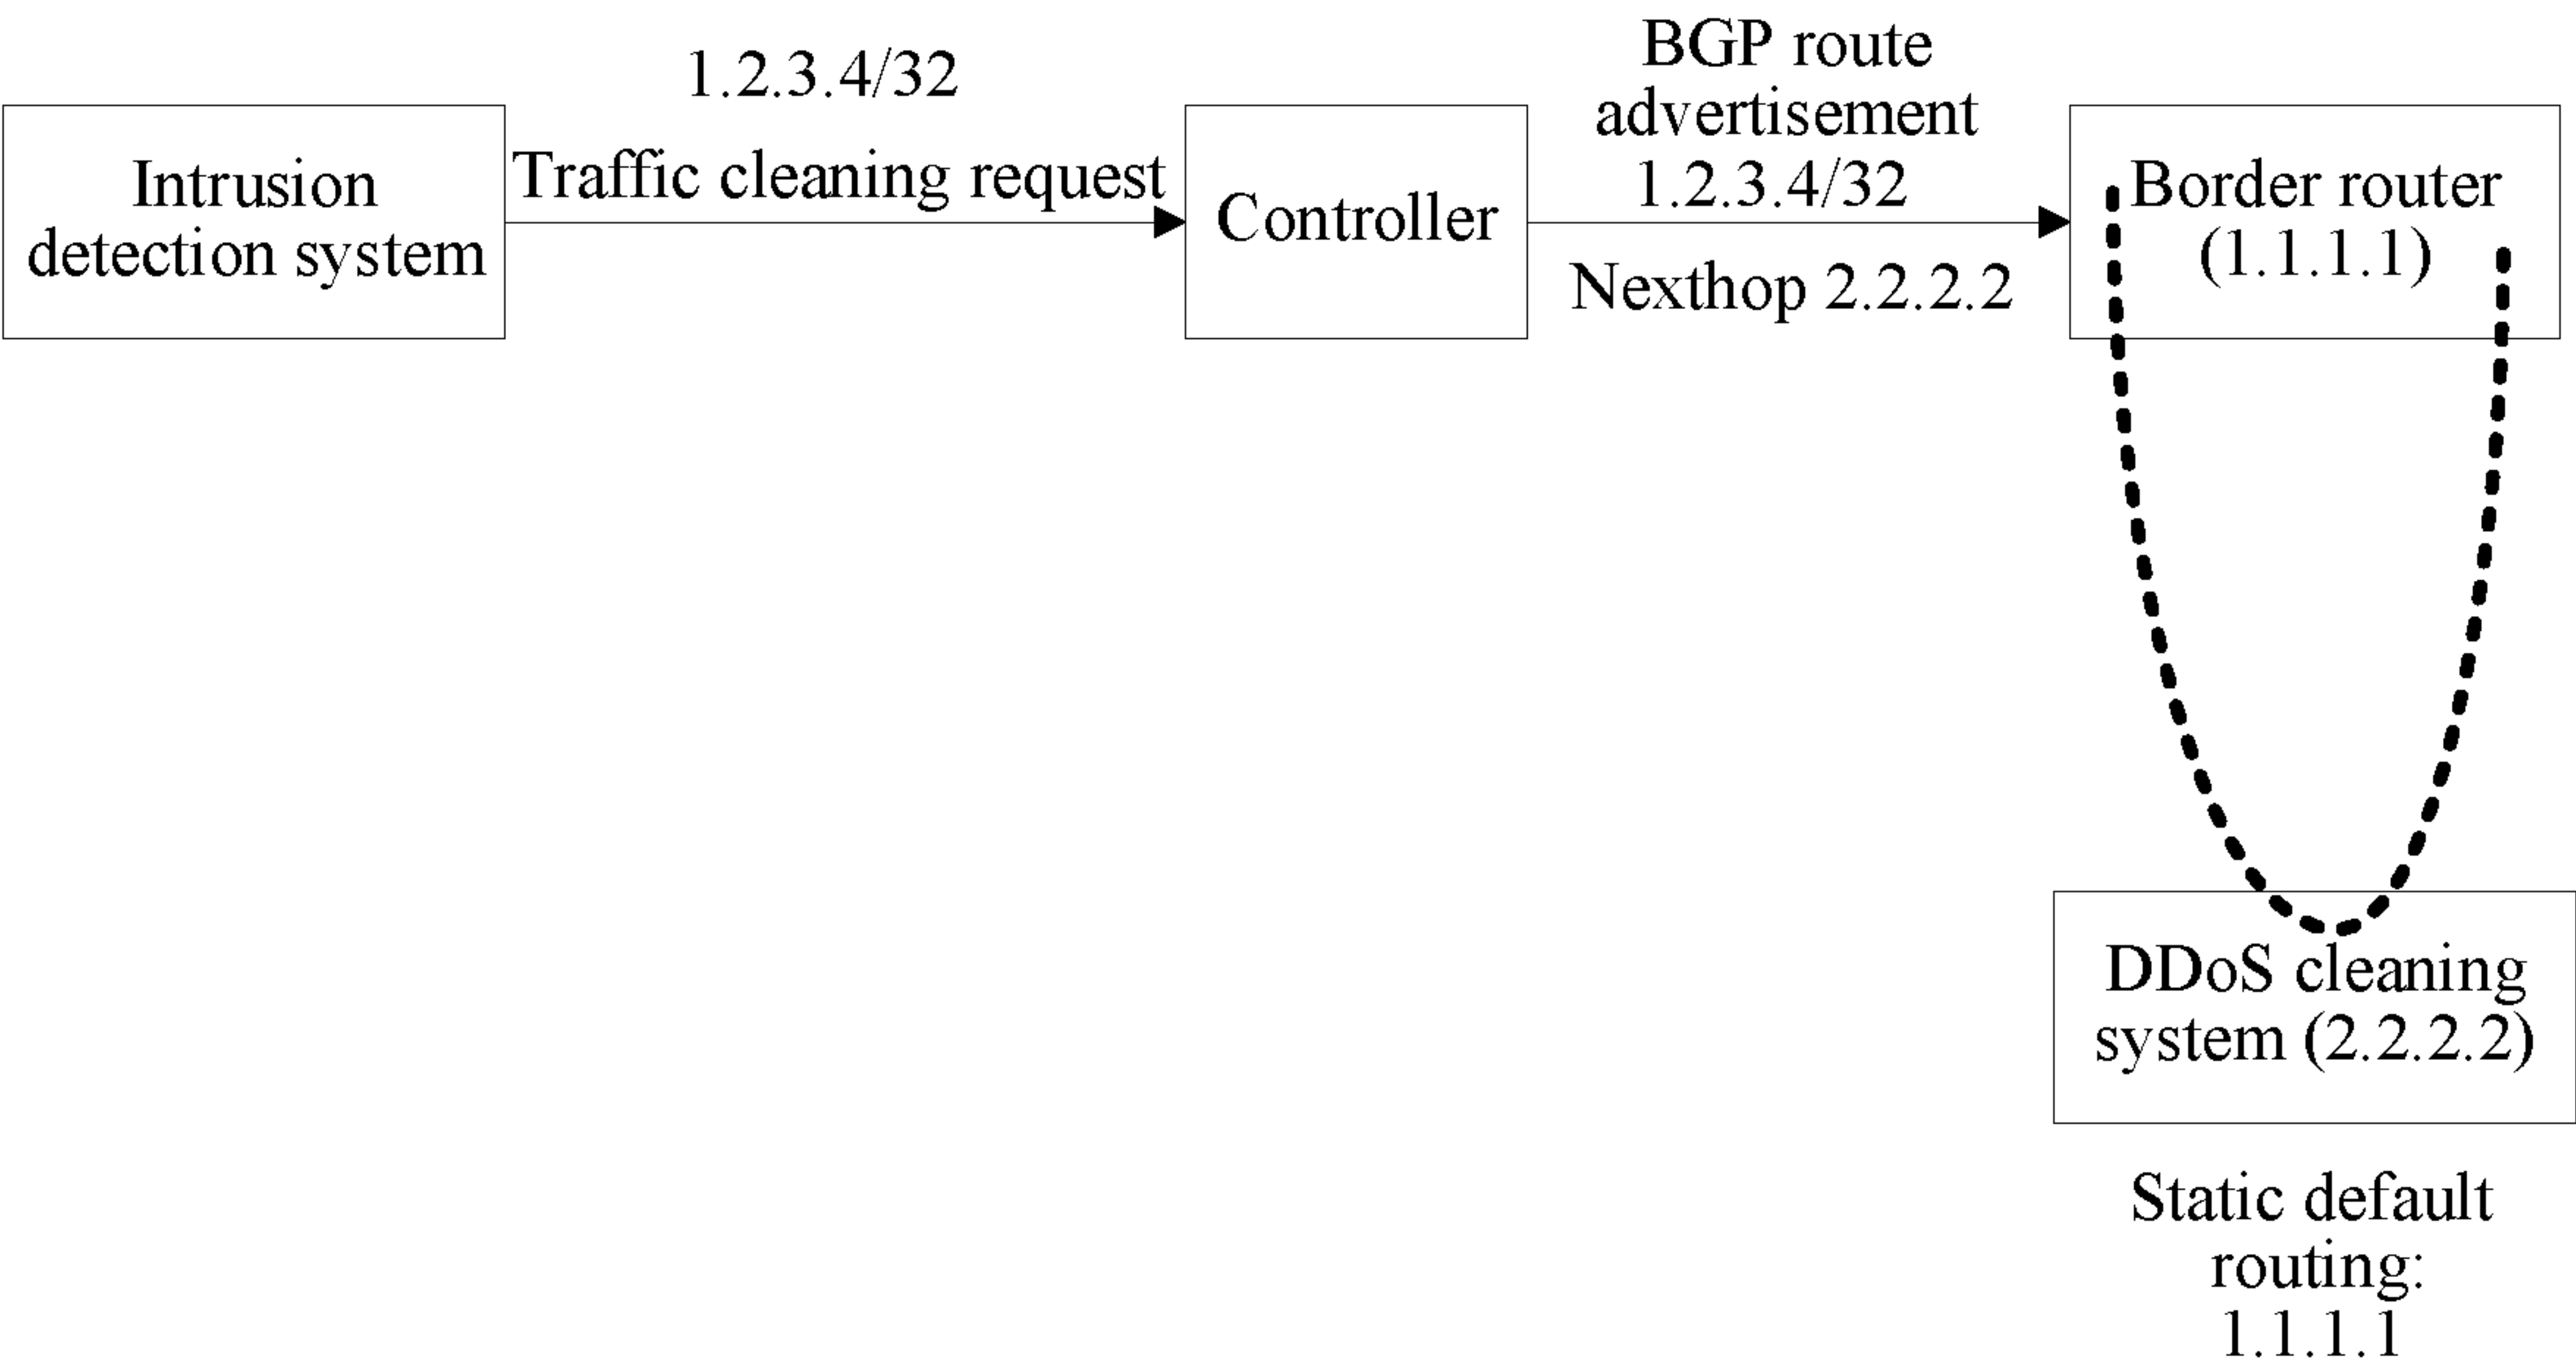 Intrusion
detection system
1.2.3.4/32
Traffic cleaning request
Controller
BGP route
advertisement
1.2.3.4/32
Nexthop 2.2.2.2
Border router
(1.1.1.1)
DDoS cleaning
system (2.2.2.2)
Static default
routing:
1.1.1.1